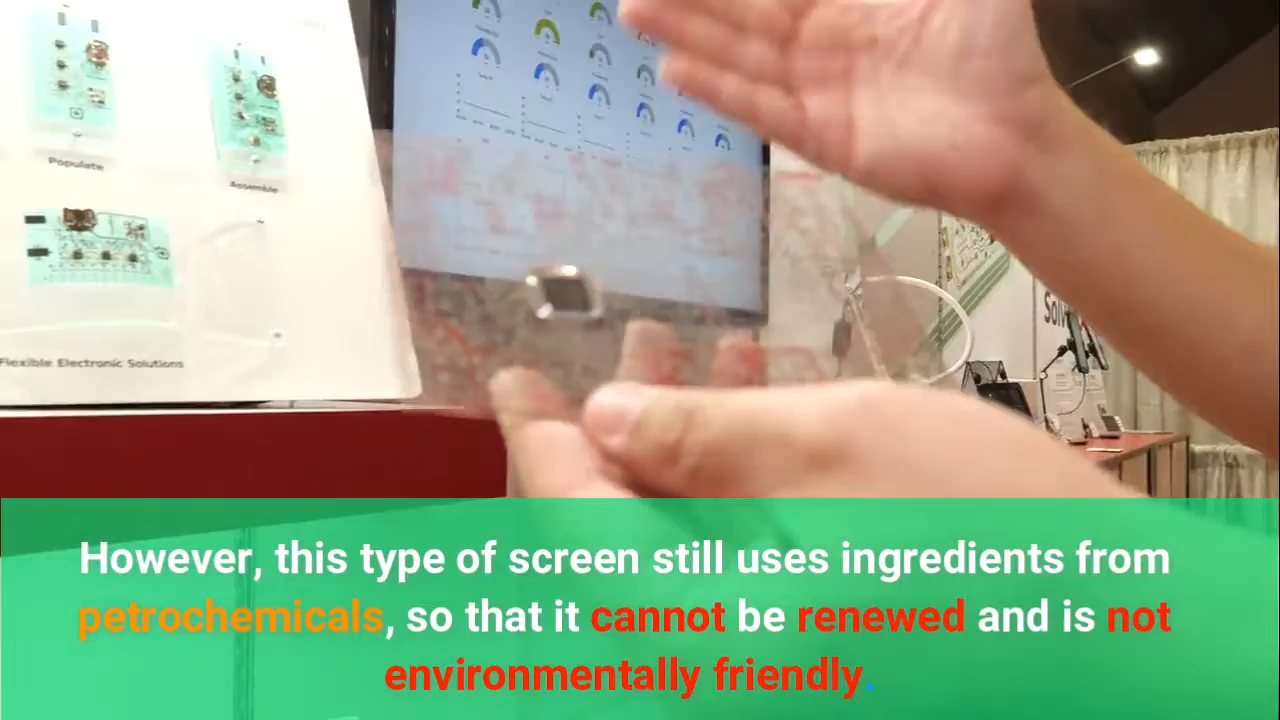 Populate
Assemble
Flexible Electronic Solutions
However, this type of screen still uses ingredients from
petrochemicals, so that it cannot be renewed and is not
environmentally friendly.